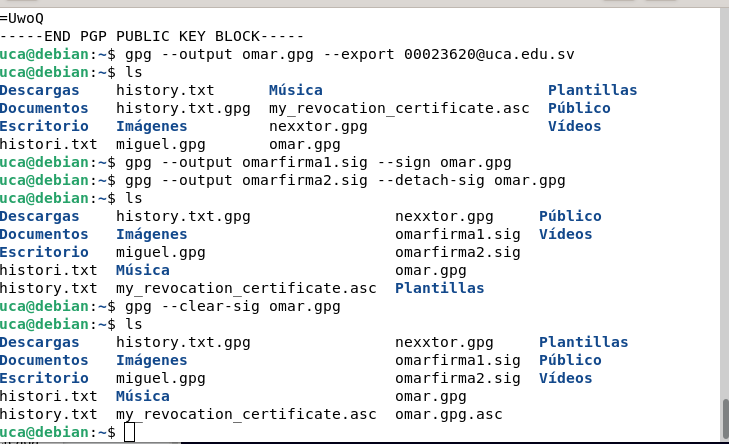 =UwoQ
-----END PGP PUBLIC KEY BLOCK-----
uca@debian:~$ gpg --output omar.gpg --export 00023620@uca.edu.sv
uca@debian:~$ ls
Descargas    history.txt      Música                          Plantillas
Documentos   history.txt.gpg  my_revocation_certificate.asc   Público
Escritorio   Imágenes         nexxtor.gpg                     Vídeos
histori.txt  miguel.gpg       omar.gpg
uca@debian:~$ gpg --output omarfirma1.sig --sign omar.gpg
uca@debian:~$ gpg --output omarfirma2.sig --detach-sig omar.gpg
uca@debian:~$ ls
Descargas    history.txt.gpg                nexxtor.gpg     Público
Documentos   Imágenes                       omarfirma1.sig  Vídeos
Escritorio   miguel.gpg                     omarfirma2.sig
histori.txt  Música                         omar.gpg
history.txt  my_revocation_certificate.asc  Plantillas
uca@debian:~$ gpg --clear-sig omar.gpg
uca@debian:~$ ls
Descargas    history.txt.gpg                nexxtor.gpg     Plantillas
Documentos   Imágenes                       omarfirma1.sig  Público
Escritorio   miguel.gpg                     omarfirma2.sig  Vídeos
histori.txt  Música                         omar.gpg
history.txt  my_revocation_certificate.asc  omar.gpg.asc
uca@debian:~$